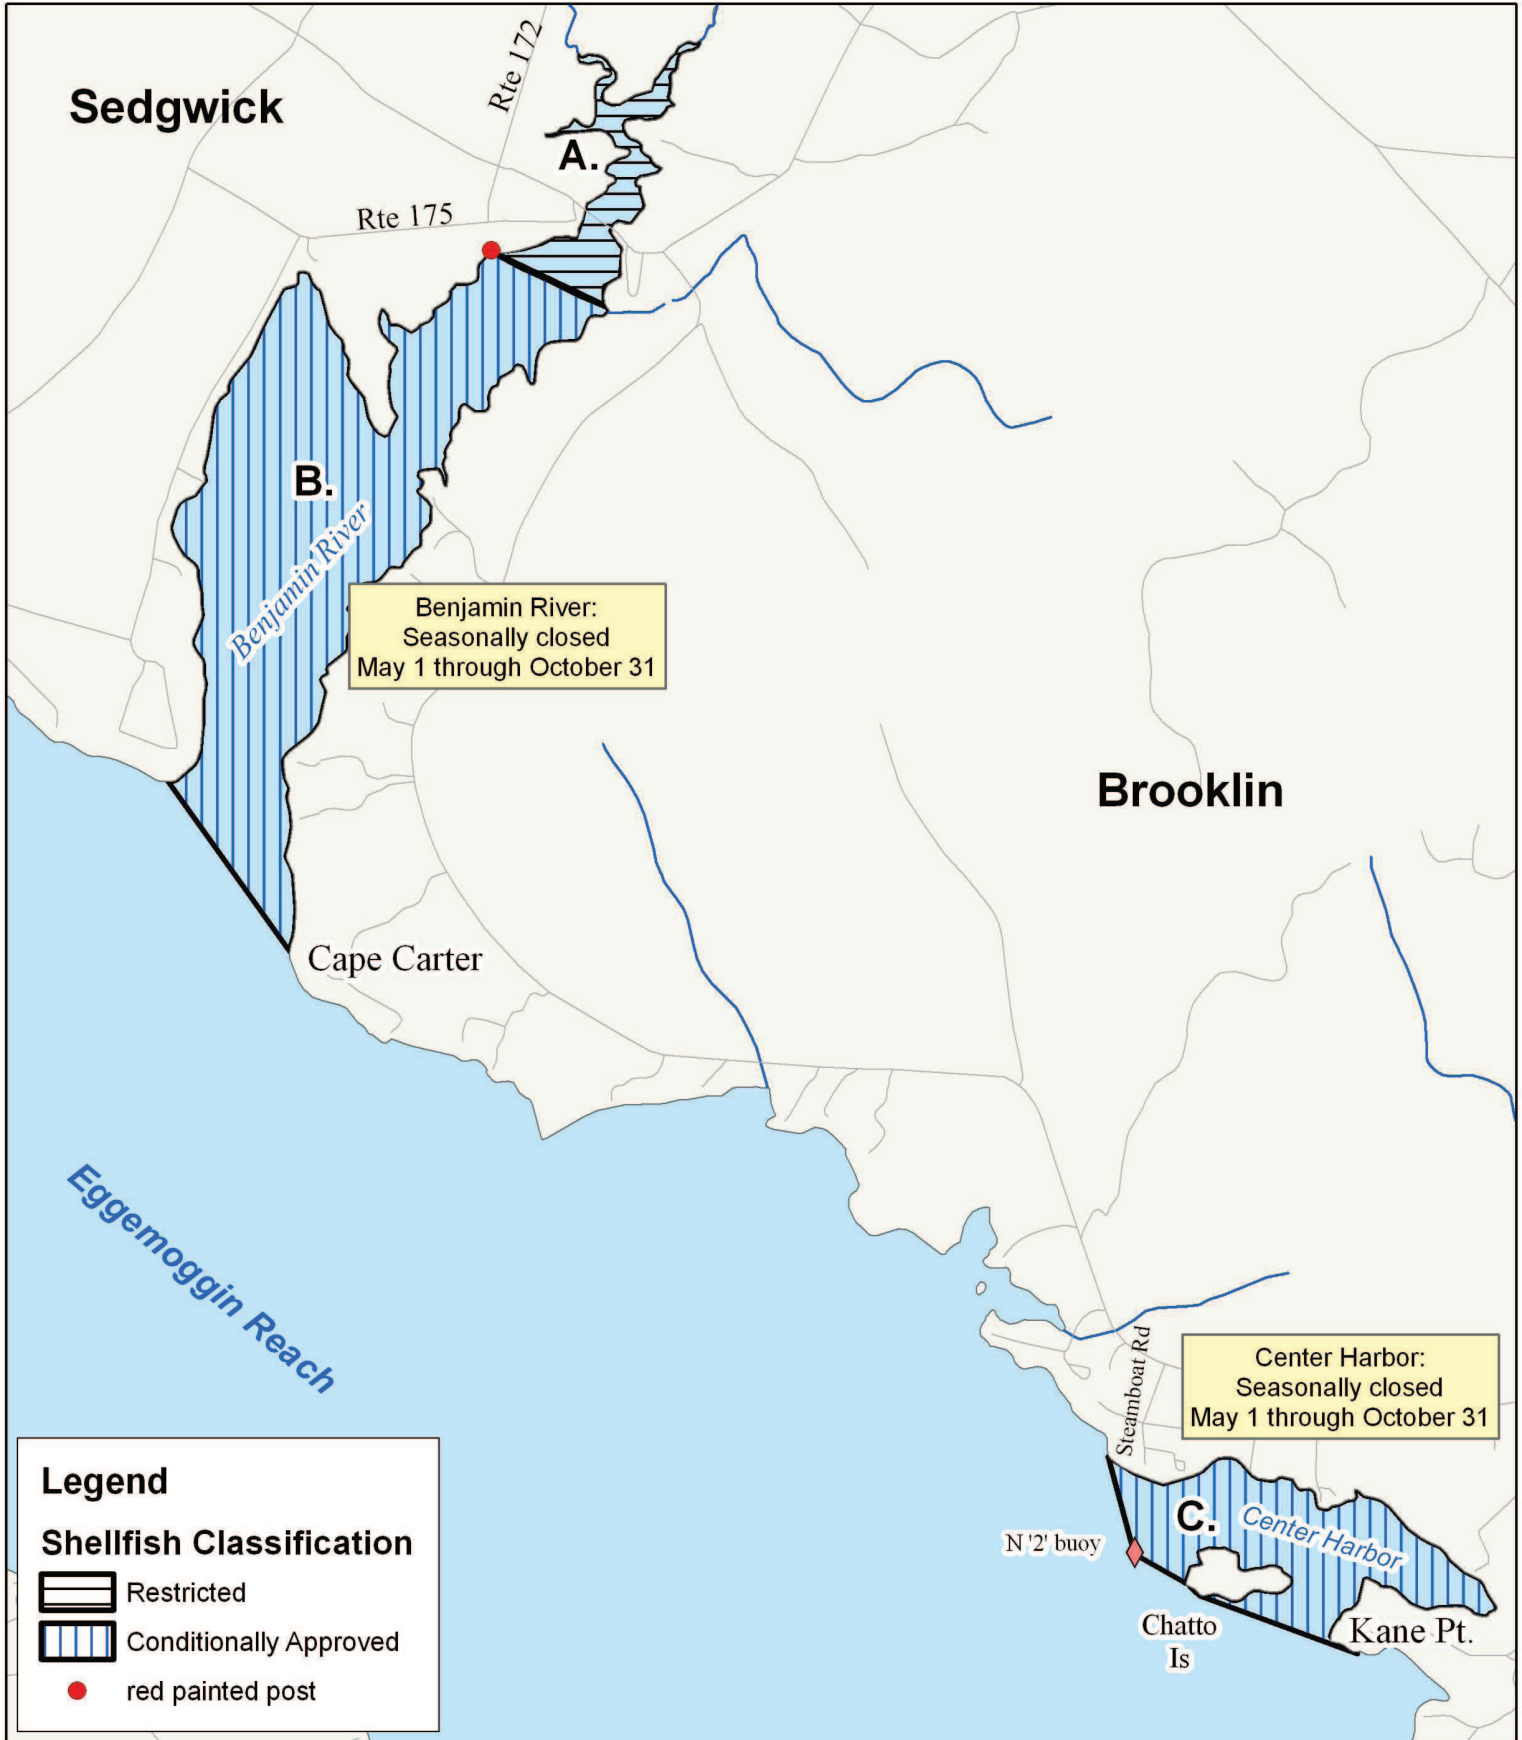 Rte 172
Sedgwick
A.
Rte 175
B.
Benjamin River
Benjamin River:
Seasonally closed
May 1 through October 31
Brooklin
Cape Carter
Eggemoggin Reach
Steamboat Rd
Center Harbor:
Seasonally closed
May 1 through October 31
C.
Center Harbor
N '2' buoy
Chatto
Is
Kane Pt.
Legend
Shellfish Classification
Restricted
Conditionally Approved
red painted post